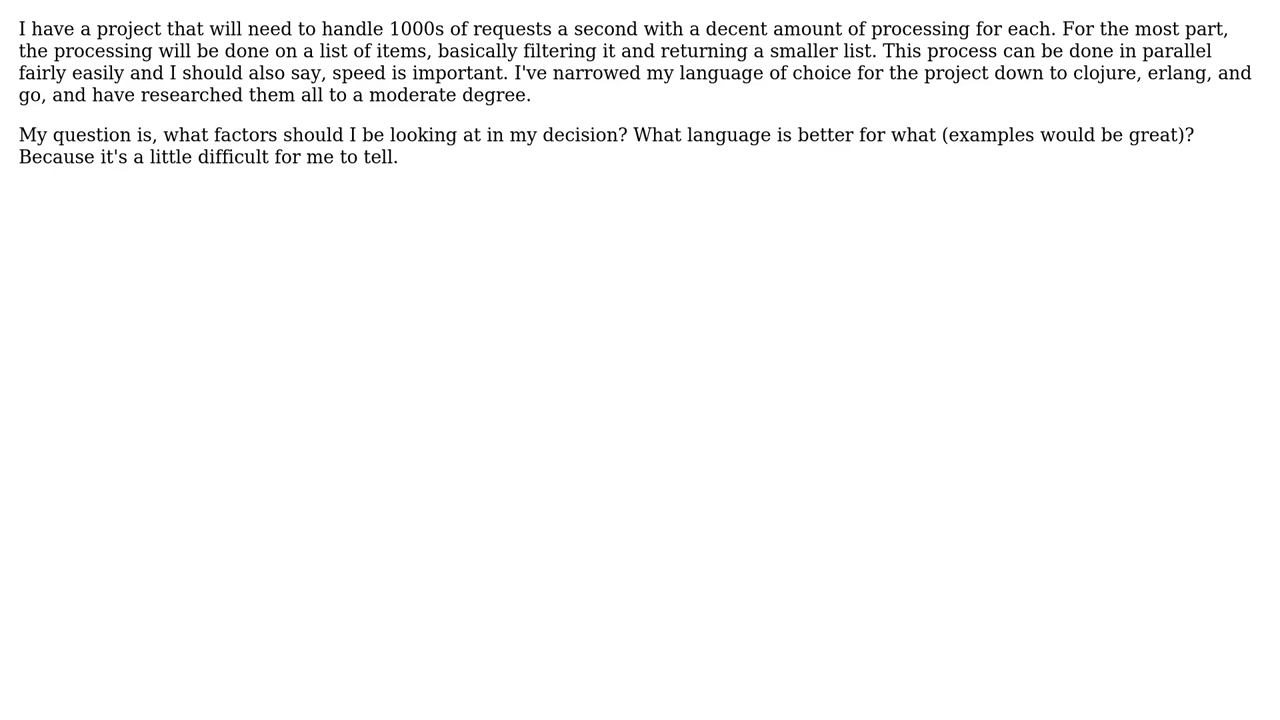 I have a project that will need to handle 1000s of requests a second with a decent amount of processing for each. For the most part,
the processing will be done on a list of items, basically filtering it and returning a smaller list. This process can be done in parallel
fairly easily and I should also say, speed is important. I've narrowed my language of choice for the project down to clojure, erlang, and
go, and have researched them all to a moderate degree.
My question is, what factors should I be looking at in my decision? What language is better for what (examples would be great)?
Because it's a little difficult for me to tell.